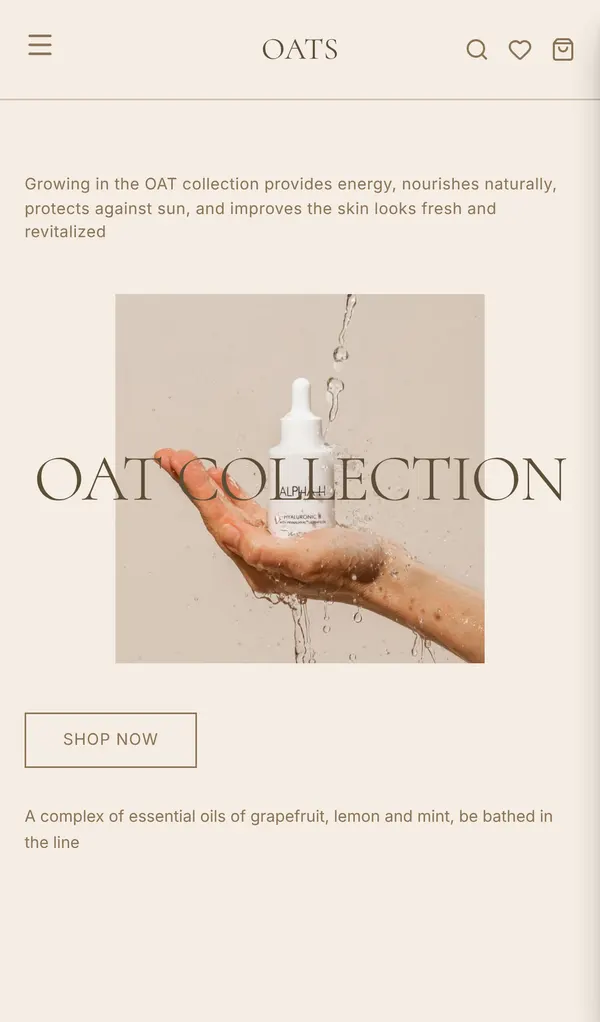 OATS
Growing in the OAT collection provides energy, nourishes naturally,
protects against sun, and improves the skin looks fresh and
revitalized
OAT COLLECTION
ALPHA-H
HYALURONIC 8
SHOP NOW
A complex of essential oils of grapefruit, lemon and mint, be bathed in
the line